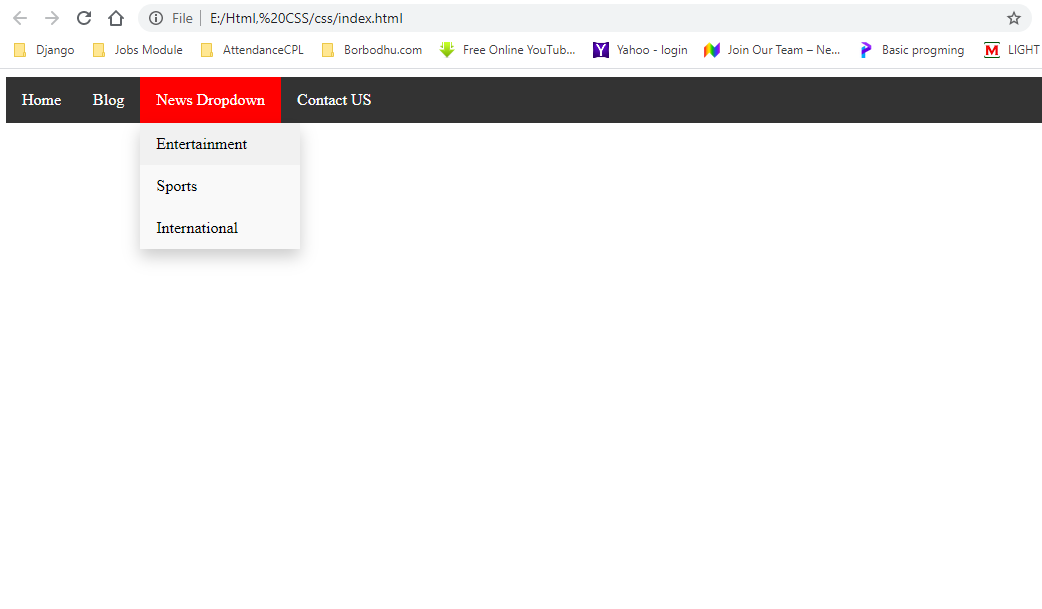 File E:/Html,%20CSS/css/index.html
Django Jobs Module AttendanceCPL Borbodhu.com Free Online YouTub... Yahoo - login Join Our Team – Ne... Basic progming LIGHT
Home Blog News Dropdown Contact US
Entertainment
Sports
International